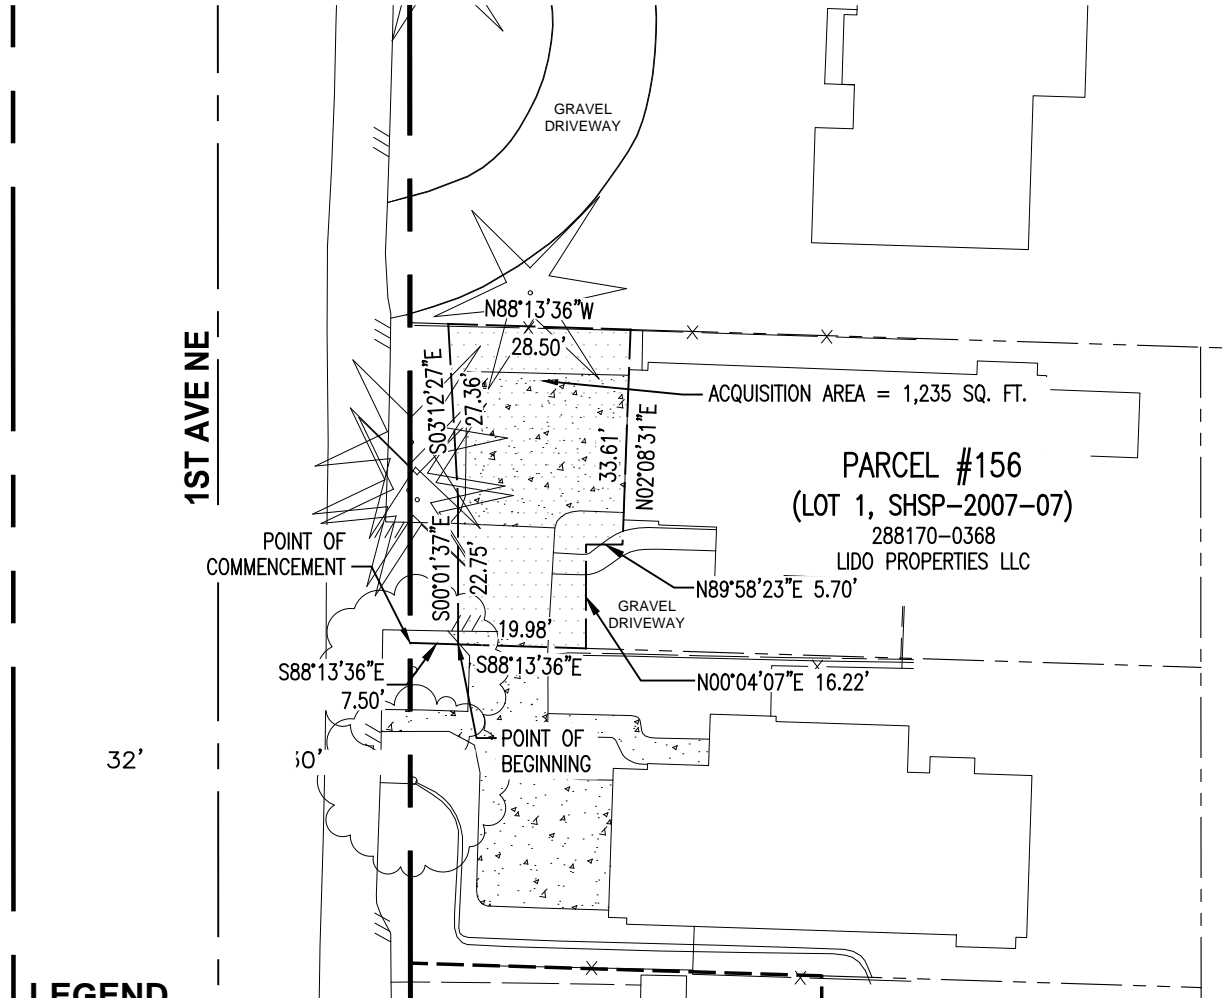 GRAVEL
DRIVEWAY
N88°13'36"W
28.50'
1ST AVE NE
S03°12'27"E
27.36'
ACQUISITION AREA = 1,235 SQ. FT.
33.61'
N02°08'31"E
PARCEL #156
(LOT 1, SHSP-2007-07)
288170-0368
LIDO PROPERTIES LLC
POINT OF
COMMENCEMENT
S00°01'37"E
22.75'
N89°58'23"E 5.70'
GRAVEL
DRIVEWAY
19.98'
S88°13'36"E
S88°13'36"E
7.50'
N00°04'07"E 16.22'
POINT OF
BEGINNING
32'
0'
LEGEND